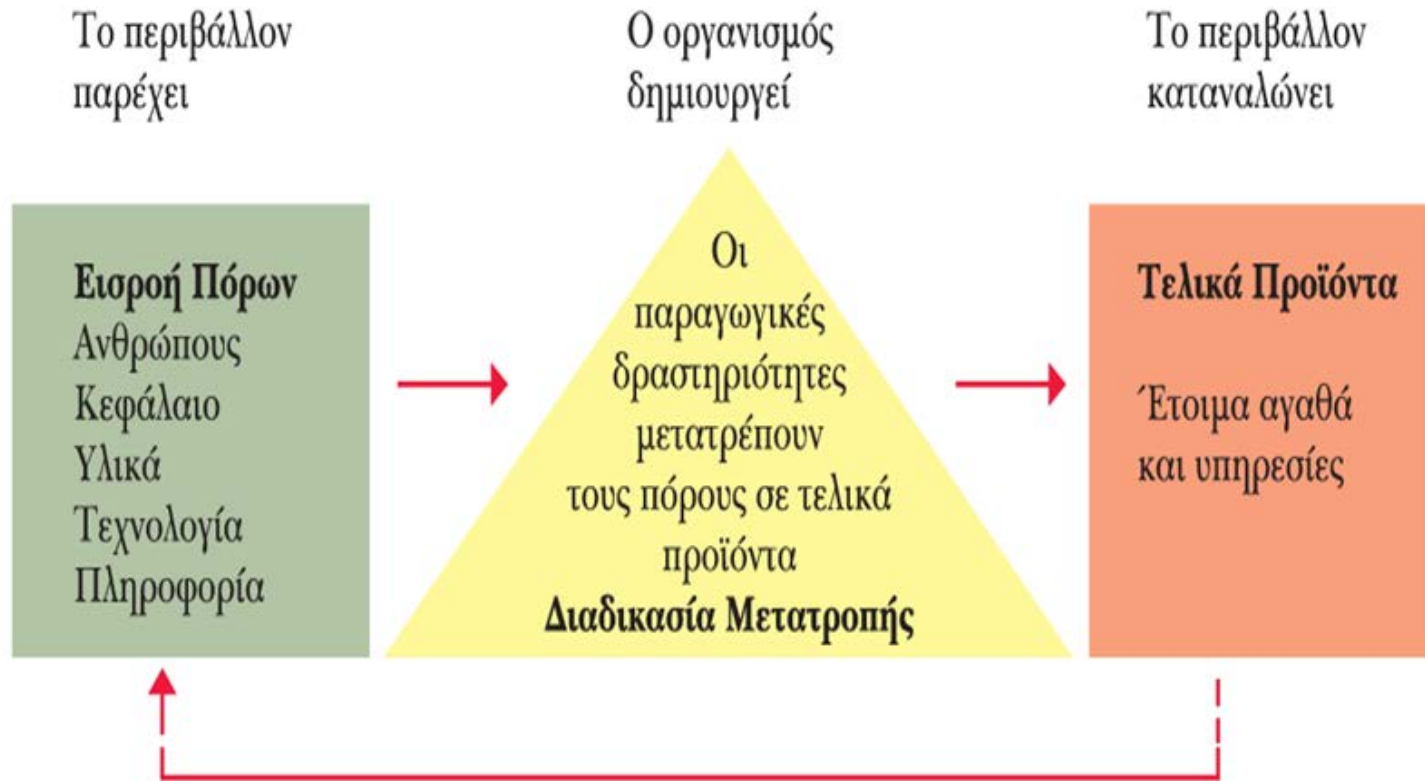 Το περιβάλλον
παρέχει
Ο οργανισμός
δημιουργεί
Το περιβάλλον
καταναλώνει
Εισροή Πόρων
Ανθρώπους
Κεφάλαιο
Υλικά
Τεχνολογία
Πληροφορία
Οι
παραγωγικές
δραστηριότητες
μετατρέπουν
τους πόρους σε τελικά
προϊόντα
Διαδικασία Μετατροπής
Τελικά Προϊόντα
Έτοιμα αγαθά
και υπηρεσίες